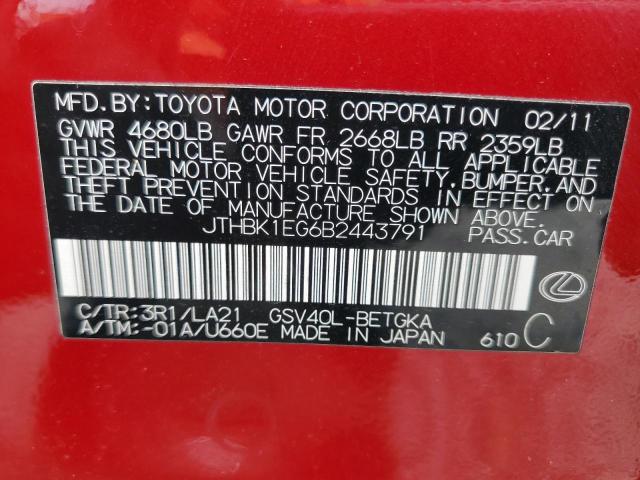 MFD. BY: TOYOTA MOTOR CORPORATION 02/11
GVWR 4680LB GAWR FR 2668LB RR 2359LB
THIS VEHICLE CONFORMS TO ALL APPLICABLE
FEDERAL MOTOR VEHICLE SAFETY, BUMPER, AND
THEFT PREVENTION STANDARDS IN EFFECT ON
THE DATE OF MANUFACTURE SHOWN ABOVE.
JTHBK1EG6B2443791 PASS. CAR
C/TR: 3R1/LA21 GSV40L-BETGKA
A/TM: -01A/U660E MADE IN JAPAN 610 C